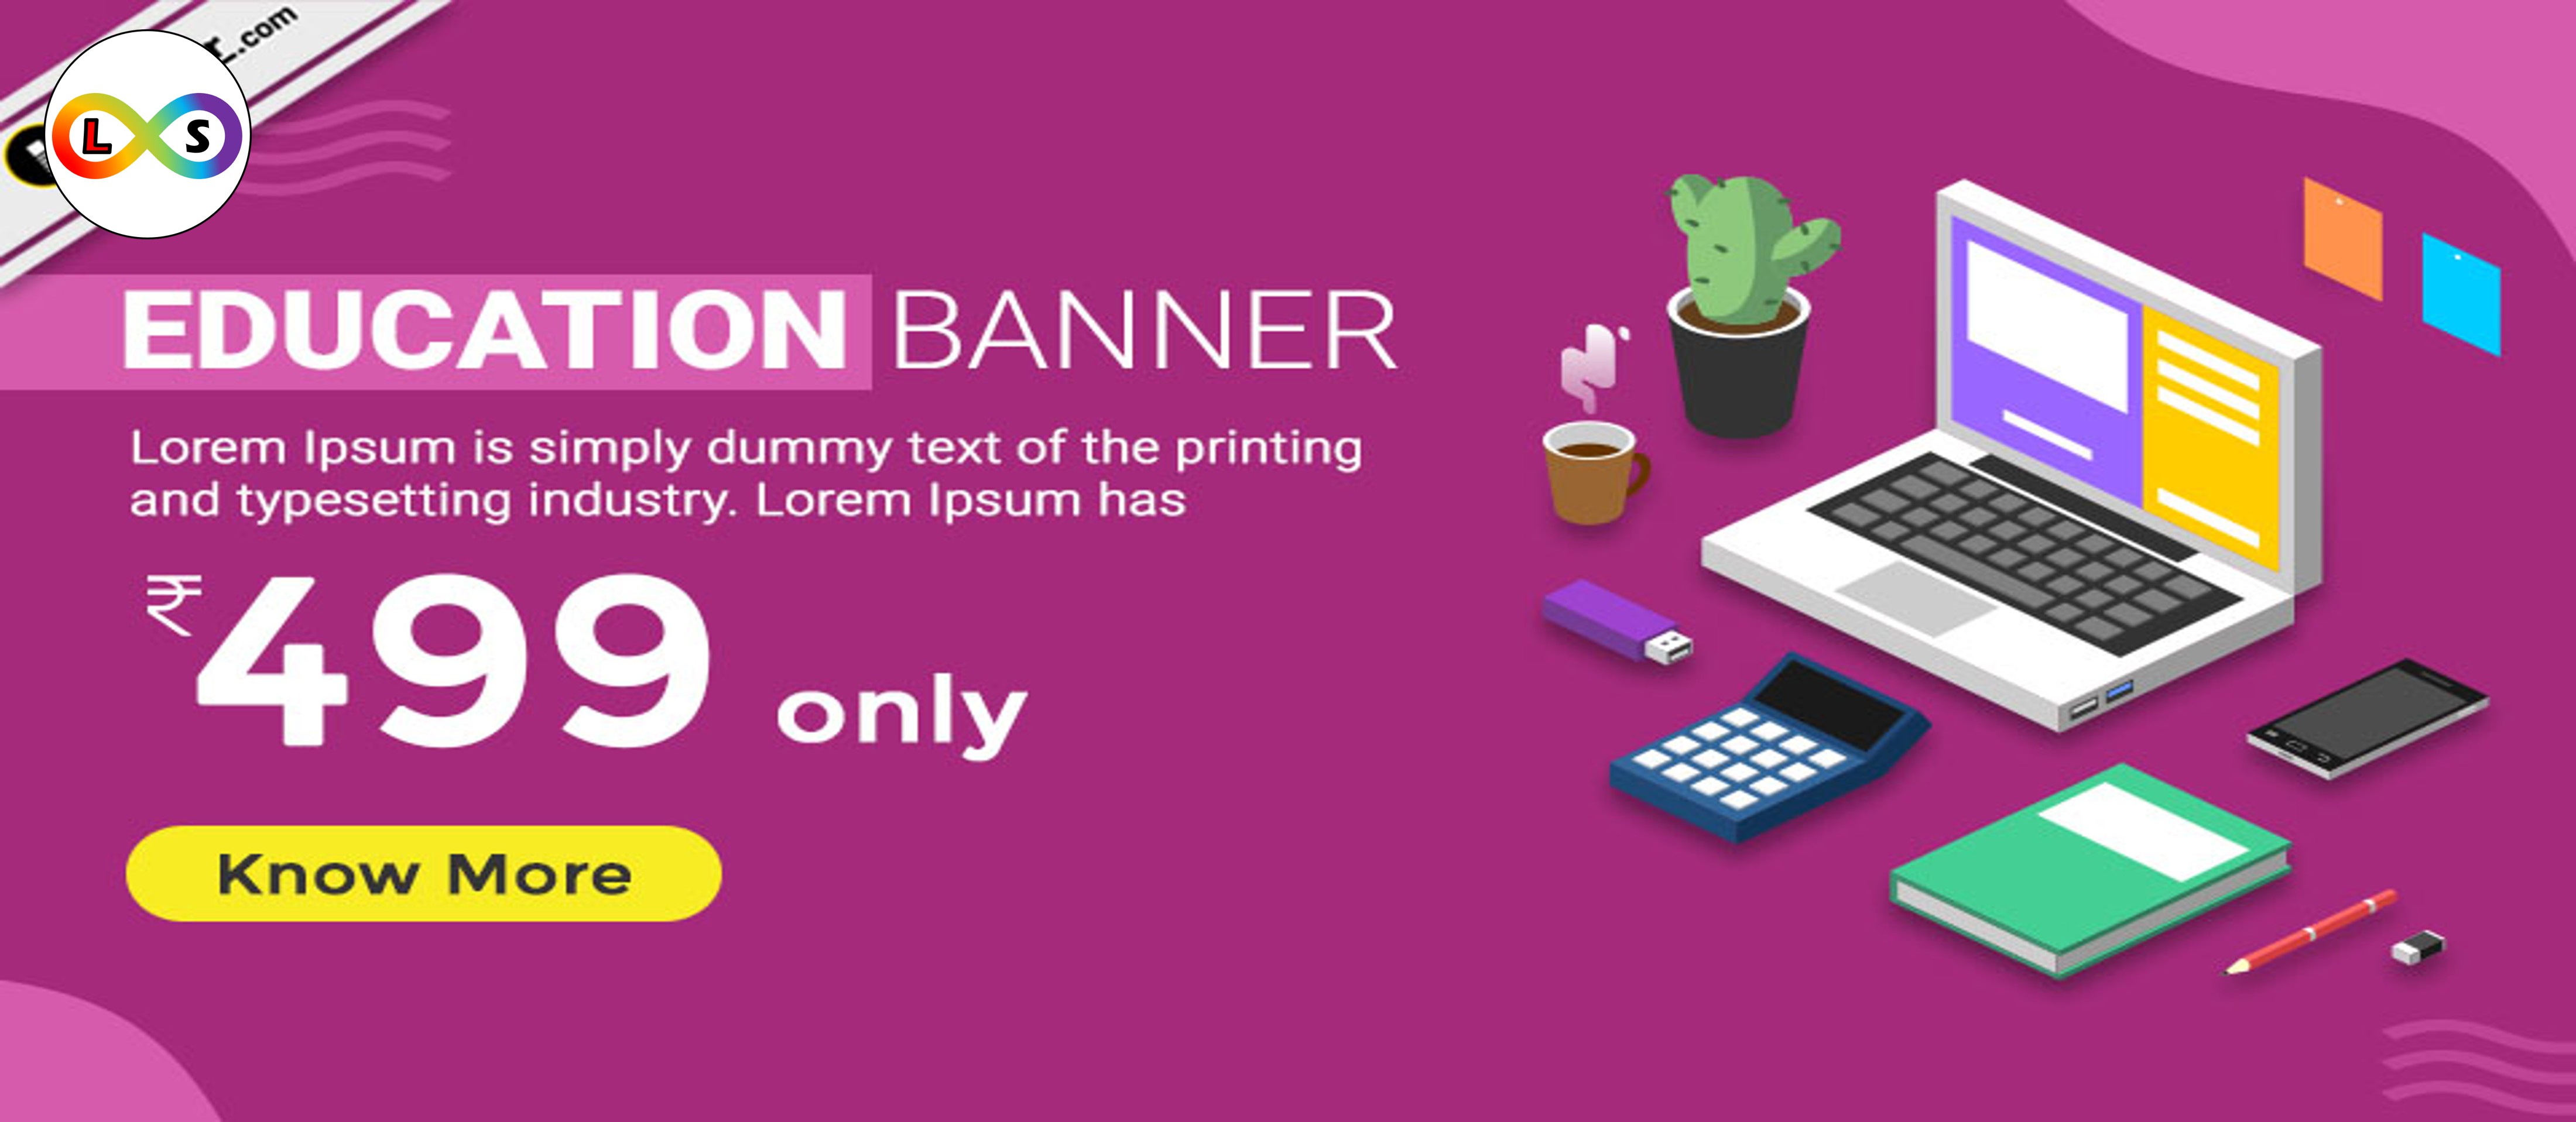 .com
L S
EDUCATION BANNER
Lorem Ipsum is simply dummy text of the printing
and typesetting industry. Lorem Ipsum has
₹499 only
Know More